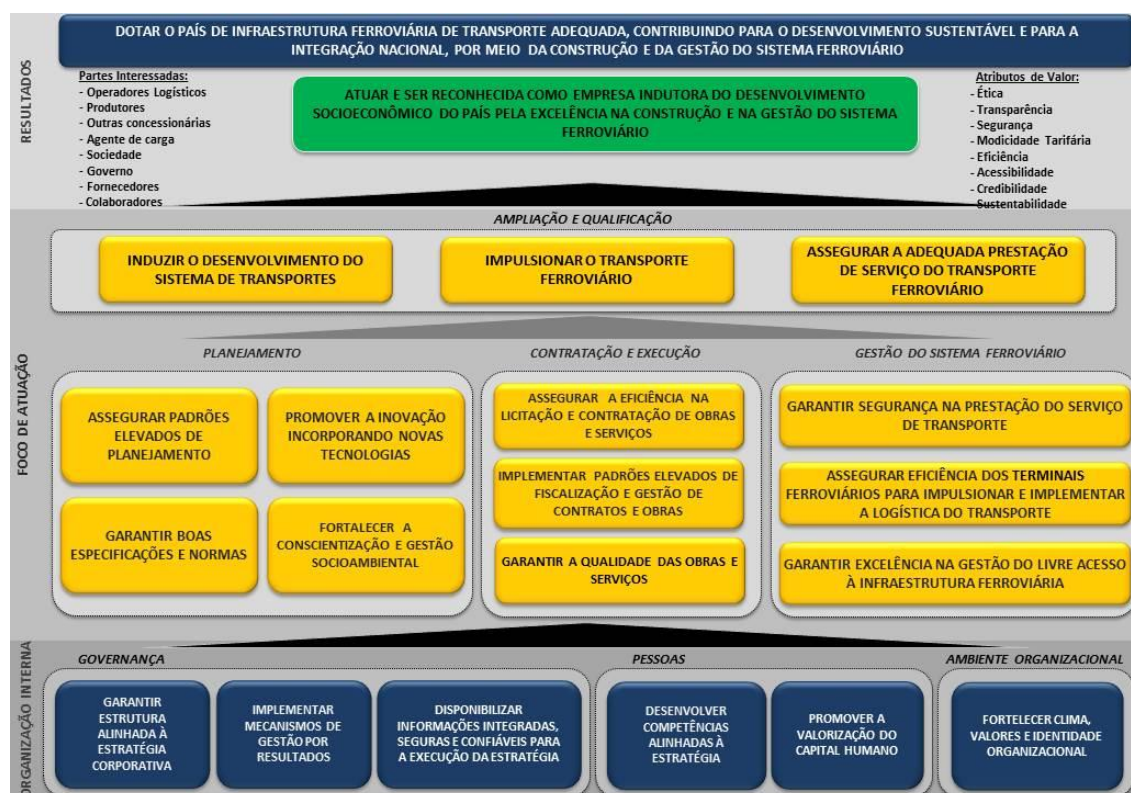 DOTAR O PAÍS DE INFRAESTRUTURA FERROVIÁRIA DE TRANSPORTE ADEQUADA, CONTRIBUINDO PARA O DESENVOLVIMENTO SUSTENTÁVEL E PARA A
INTEGRAÇÃO NACIONAL, POR MEIO DA CONSTRUÇÃO E DA GESTÃO DO SISTEMA FERROVIÁRIO
RESULTADOS
Partes Interessadas:
- Operadores Logísticos
- Produtores
- Outras concessionárias
- Agente de carga
- Sociedade
- Governo
- Fornecedores
- Colaboradores
ATUAR E SER RECONHECIDA COMO EMPRESA INDUTORA DO DESENVOLVIMENTO
SOCIOECONÔMICO DO PAÍS PELA EXCELÊNCIA NA CONSTRUÇÃO E NA GESTÃO DO SISTEMA
FERROVIÁRIO
Atributos de Valor:
- Ética
- Transparência
- Segurança
- Modicidade Tarifária
- Eficiência
- Acessibilidade
- Credibilidade
- Sustentabilidade
FOCO DE ATUAÇÃO
AMPLIAÇÃO E QUALIFICAÇÃO
INDUZIR O DESENVOLVIMENTO DO
SISTEMA DE TRANSPORTES
IMPULSIONAR O TRANSPORTE
FERROVIÁRIO
ASSEGURAR A ADEQUADA PRESTAÇÃO
DE SERVIÇO DO TRANSPORTE
FERROVIÁRIO
PLANEJAMENTO
ASSEGURAR PADRÕES
ELEVADOS DE
PLANEJAMENTO
PROMOVER A INOVAÇÃO
INCORPORANDO NOVAS
TECNOLOGIAS
GARANTIR BOAS
ESPECIFICAÇÕES E NORMAS
FORTALECER A
CONSCIENTIZAÇÃO E GESTÃO
SOCIOAMBIENTAL
CONTRATAÇÃO E EXECUÇÃO
ASSEGURAR A EFICIÊNCIA NA
LICITAÇÃO E CONTRATAÇÃO DE OBRAS
E SERVIÇOS
IMPLEMENTAR PADRÕES ELEVADOS DE
FISCALIZAÇÃO E GESTÃO DE
CONTRATOS E OBRAS
GARANTIR A QUALIDADE DAS OBRAS E
SERVIÇOS
GESTÃO DO SISTEMA FERROVIÁRIO
GARANTIR SEGURANÇA NA PRESTAÇÃO DO SERVIÇO
DE TRANSPORTE
ASSEGURAR EFICIÊNCIA DOS TERMINAIS
FERROVIÁRIOS PARA IMPULSIONAR E IMPLEMENTAR
A LOGÍSTICA DO TRANSPORTE
GARANTIR EXCELÊNCIA NA GESTÃO DO LIVRE ACESSO
À INFRAESTRUTURA FERROVIÁRIA
ORGANIZAÇÃO INTERNA
GOVERNANÇA
GARANTIR
ESTRUTURA
ALINHADA À
ESTRATÉGIA
CORPORATIVA
IMPLEMENTAR
MECANISMOS DE
GESTÃO POR
RESULTADOS
DISPONIBILIZAR
INFORMAÇÕES INTEGRADAS,
SEGURAS E CONFIÁVEIS PARA
A EXECUÇÃO DA ESTRATÉGIA
PESSOAS
DESENVOLVER
COMPETÊNCIAS
ALINHADAS À
ESTRATÉGIA
PROMOVER A
VALORIZAÇÃO DO
CAPITAL HUMANO
AMBIENTE ORGANIZACIONAL
FORTELECER CLIMA,
VALORES E IDENTIDADE
ORGANIZACIONAL